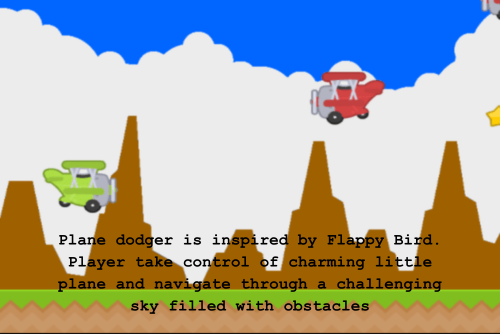 Plane dodger is inspired by Flappy Bird.
Player take control of charming little
plane and navigate through a challenging
sky filled with obstacles